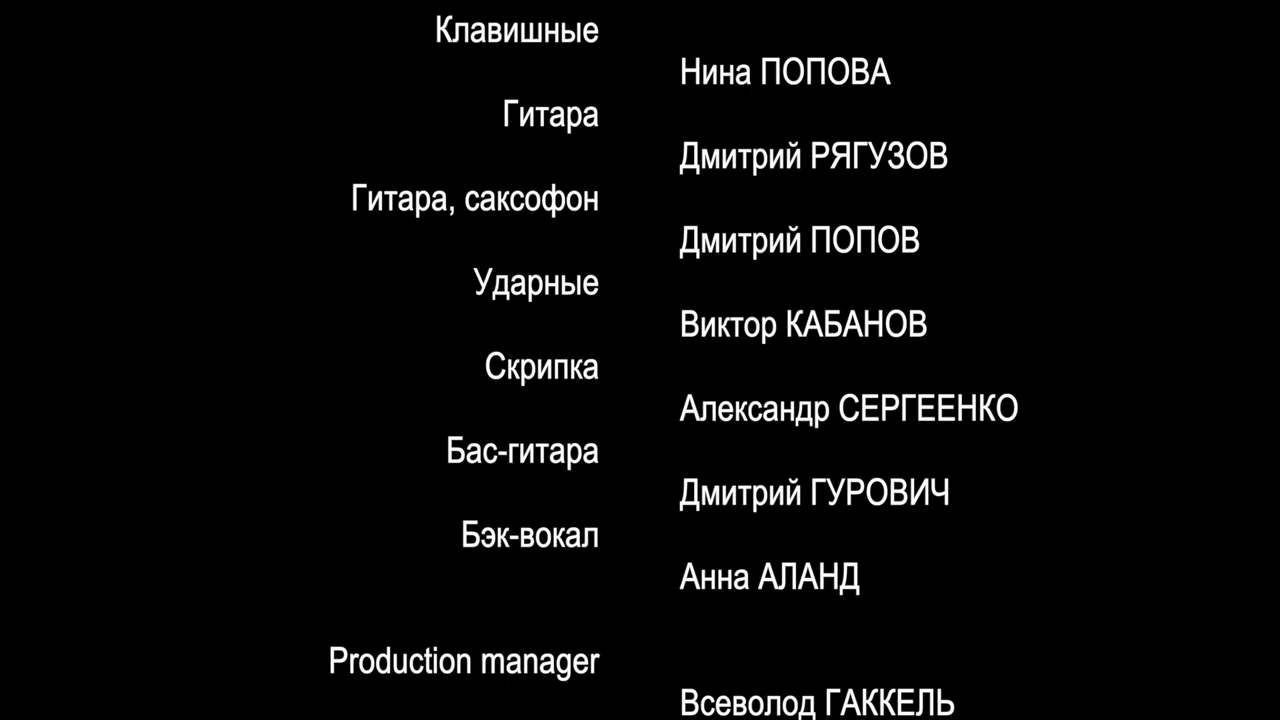 Клавишные
Нина ПОПОВА
Гитара
Дмитрий РЯГУЗОВ
Гитара, саксофон
Дмитрий ПОПОВ
Ударные
Виктор КАБАНОВ
Скрипка
Александр СЕРГЕЕНКО
Бас-гитара
Дмитрий ГУРОВИЧ
Бэк-вокал
Анна АЛАНД
Production manager
Всеволод ГАККЕЛЬ